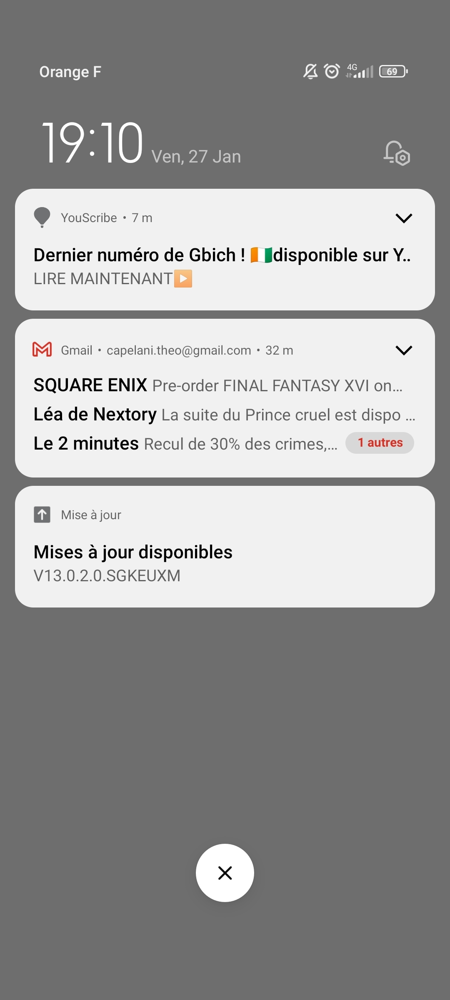 Orange F
4G
69
19:10 Ven, 27 Jan
YouScribe • 7 m
Dernier numéro de Gbich ! 🇨🇮disponible sur Y..
LIRE MAINTENANT▶️
Gmail • capelani.theo@gmail.com • 32 m
SQUARE ENIX Pre-order FINAL FANTASY XVI on...
Léa de Nextory La suite du Prince cruel est dispo ...
Le 2 minutes Recul de 30% des crimes,... 1 autres
Mise à jour
Mises à jour disponibles
V13.0.2.0.SGKEUXM